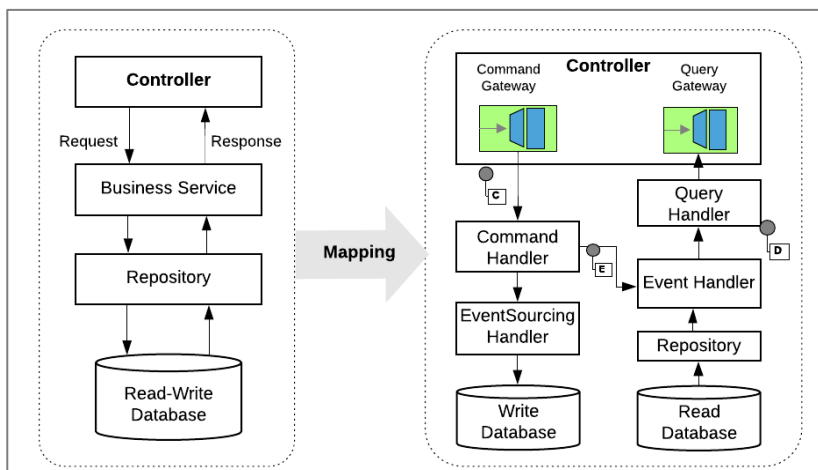 Controller
Request
Response
Business Service
Repository
Read-Write
Database
Mapping
Controller
Command
Gateway
Query
Gateway
C
Command
Handler
E
EventSourcing
Handler
Write
Database
Query
Handler
D
Event Handler
Repository
Read
Database